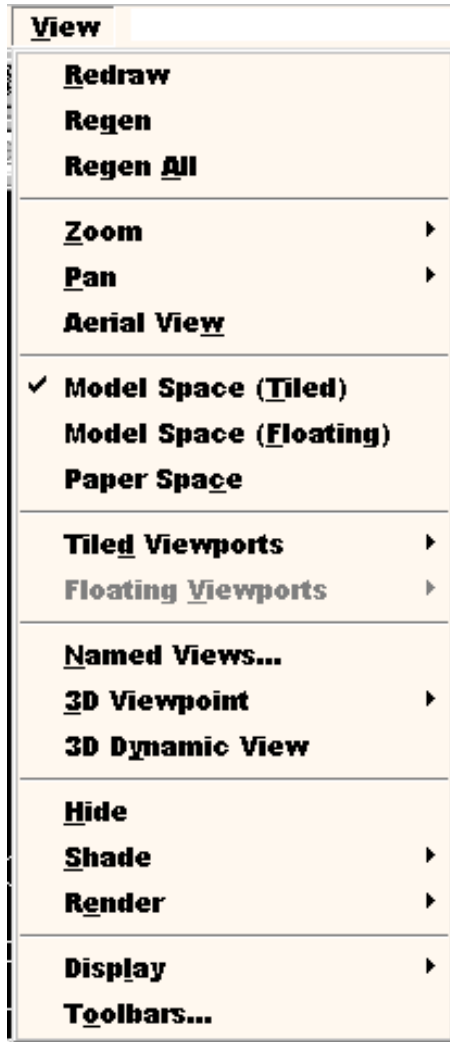 View
Redraw
Regen
Regen All
Zoom
Pan
Aerial View
Model Space (Tiled)
Model Space (Floating)
Paper Space
Tiled Viewports
Floating Viewports
Named Views...
3D Viewpoint
3D Dynamic View
Hide
Shade
Render
Display
Toolbars...